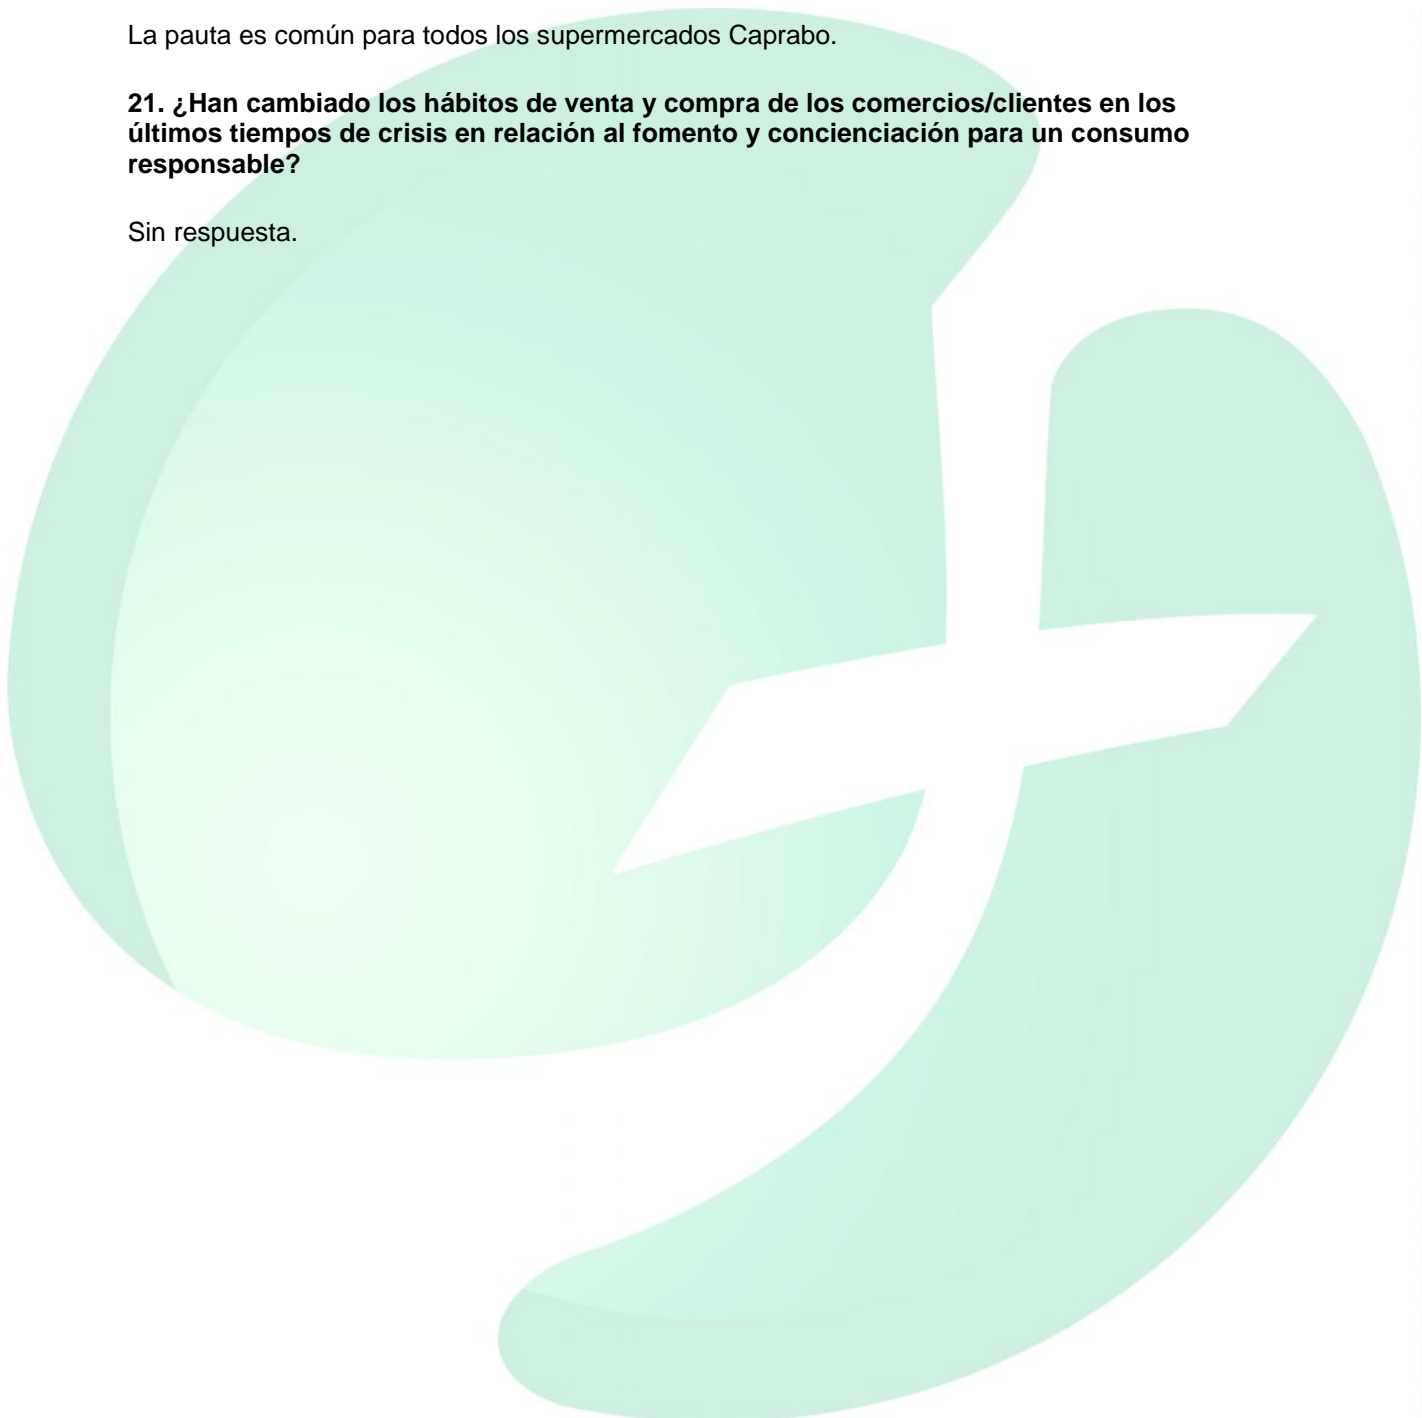 La pauta es común para todos los supermercados Caprabo.
21. ¿Han cambiado los hábitos de venta y compra de los comercios/clientes en los
últimos tiempos de crisis en relación al fomento y concienciación para un consumo
responsable?
Sin respuesta.